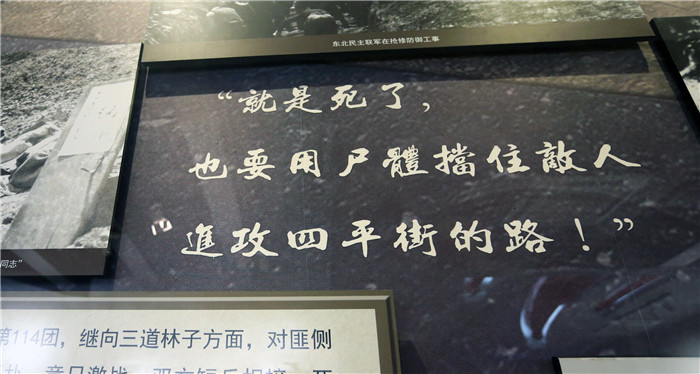 东北民主联军在抢修防御工事
“就是死了，
也要用尸體擋住敵人
進攻四平街的路！”
同志”
第114团，继向三道林子方面，对匪侧